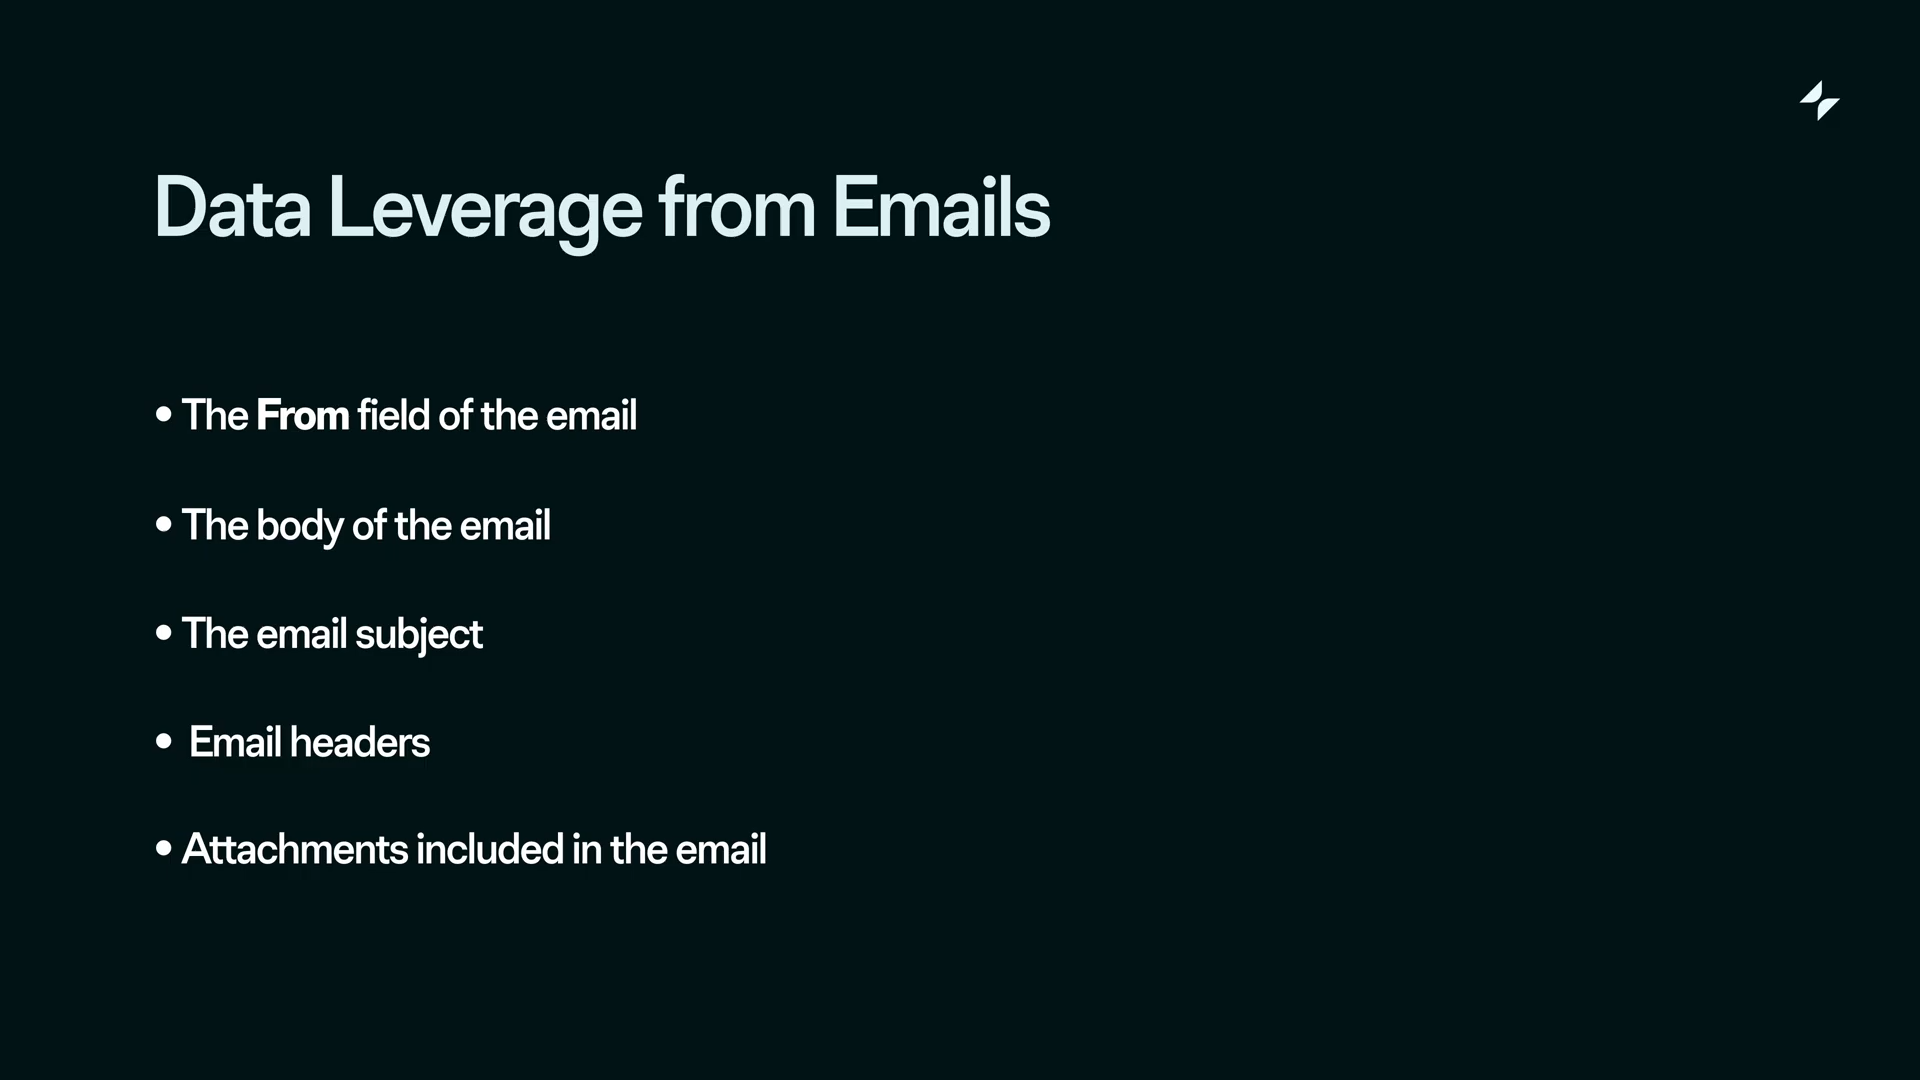 Data Leverage from Emails
• The From field of the email
• The body of the email
• The email subject
• Email headers
• Attachments included in the email